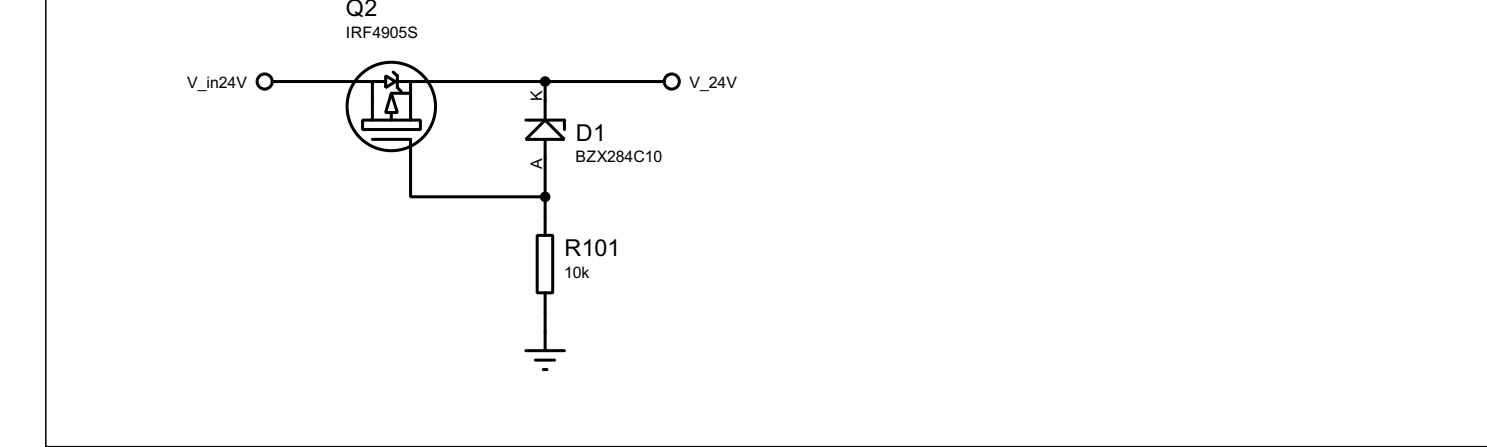 Q2
IRF4905S
V_in24V
V_24V
K
D1
BZX284C10
A
R101
10k